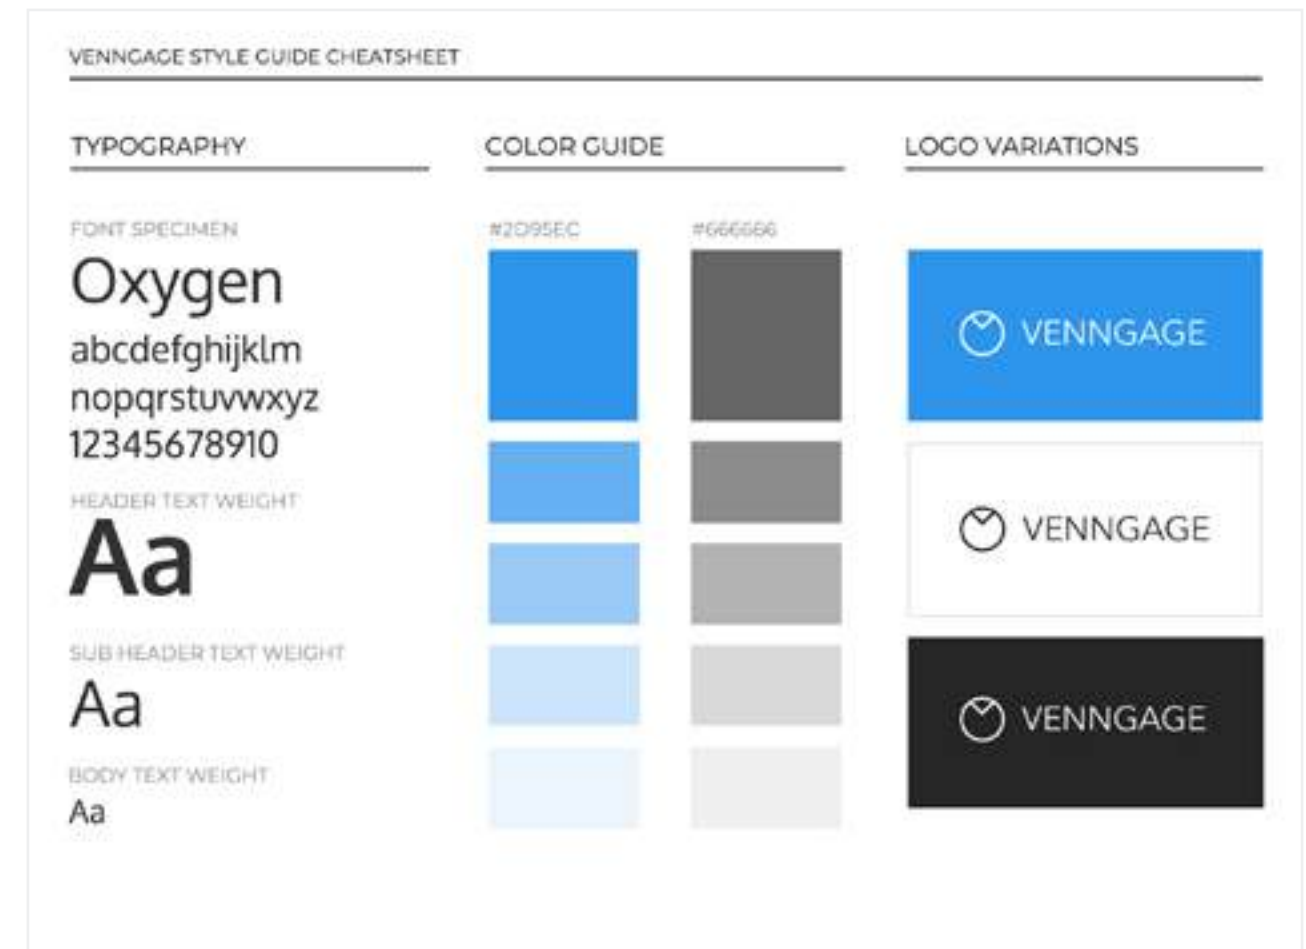 VENNGAGE STYLE GUIDE CHEATSHEET
TYPOGRAPHY
FONT SPECIMEN
Oxygen
abcdefghijklm
nopqrstuvwxyz
12345678910
HEADER TEXT WEIGHT
Aa
SUB HEADER TEXT WEIGHT
Aa
BODY TEXT WEIGHT
Aa
COLOR GUIDE
#2D95EC
#666666
LOGO VARIATIONS
VENNGAGE
VENNGAGE
VENNGAGE